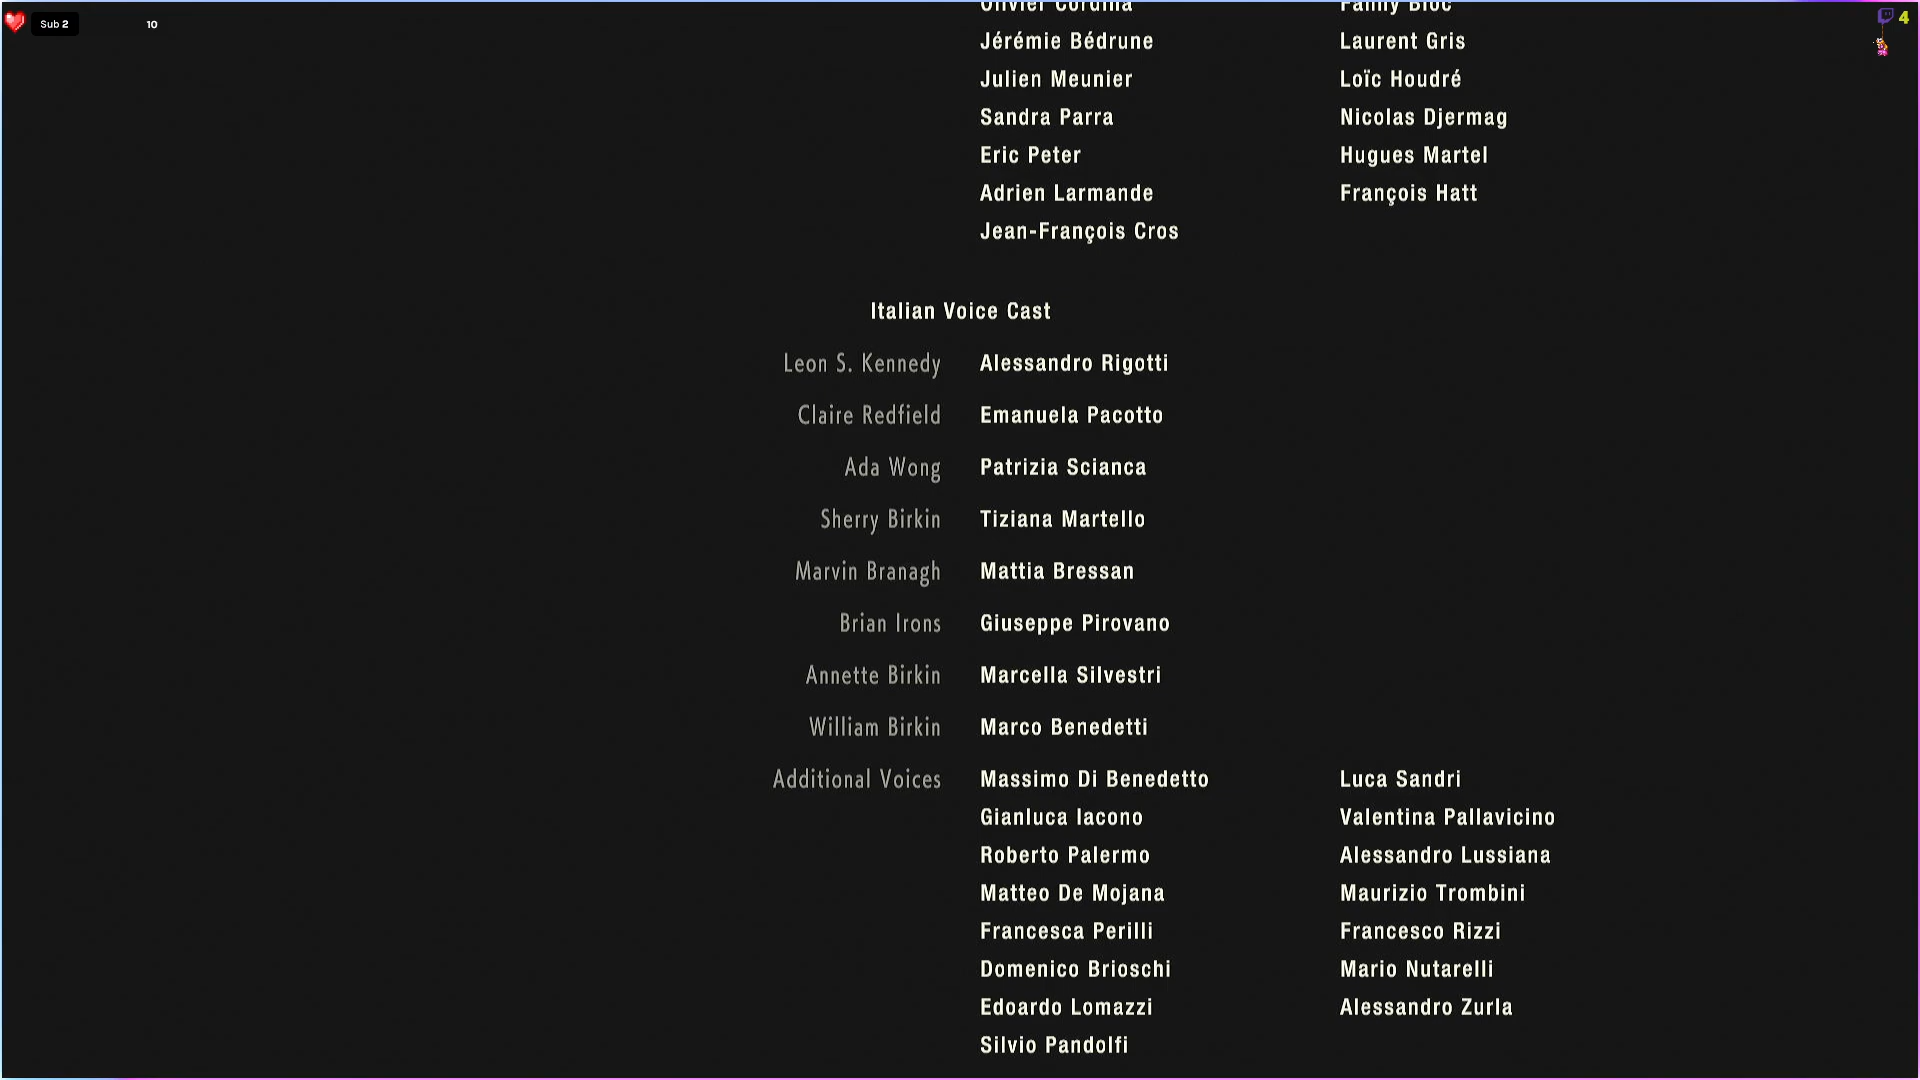 Sub 2 10 4
Olivier Cordina Fanny Bloc
Jérémie Bédrune Laurent Gris
Julien Meunier Loïc Houdré
Sandra Parra Nicolas Djermag
Eric Peter Hugues Martel
Adrien Larmande François Hatt
Jean-François Cros
Italian Voice Cast
Leon S. Kennedy Alessandro Rigotti
Claire Redfield Emanuela Pacotto
Ada Wong Patrizia Scianca
Sherry Birkin Tiziana Martello
Marvin Branagh Mattia Bressan
Brian Irons Giuseppe Pirovano
Annette Birkin Marcella Silvestri
William Birkin Marco Benedetti
Additional Voices Massimo Di Benedetto Luca Sandri
Gianluca Iacono Valentina Pallavicino
Roberto Palermo Alessandro Lussiana
Matteo De Mojana Maurizio Trombini
Francesca Perilli Francesco Rizzi
Domenico Brioschi Mario Nutarelli
Edoardo Lomazzi Alessandro Zurla
Silvio Pandolfi